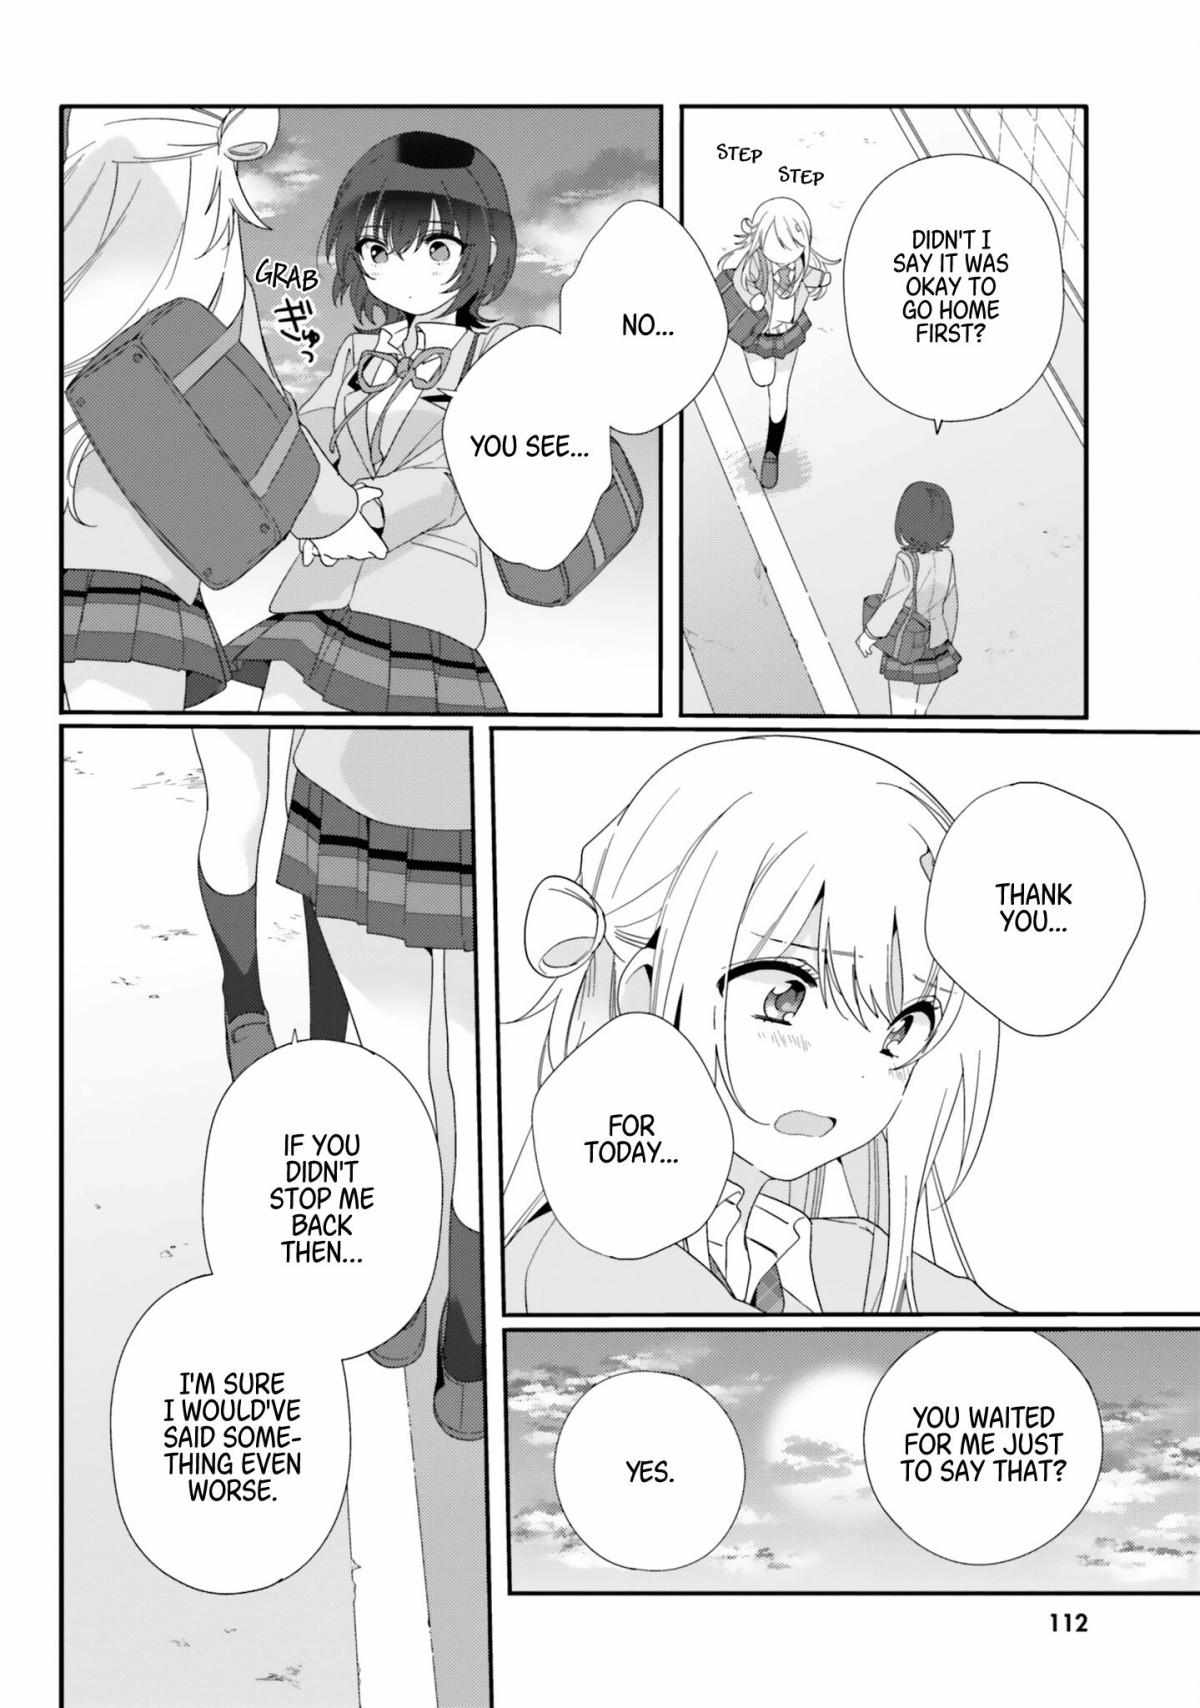 STEP
STEP
DIDN'T I
SAY IT WAS
OKAY TO
GO HOME
FIRST?
NO...
GRAB
ぎゅっ
YOU SEE...
THANK
YOU...
FOR
TODAY...
YOU WAITED
FOR ME JUST
TO SAY THAT?
YES.
IF YOU
DIDN'T
STOP ME
BACK
THEN...
I'M SURE
I WOULD'VE
SAID SOME-
THING EVEN
WORSE.
112